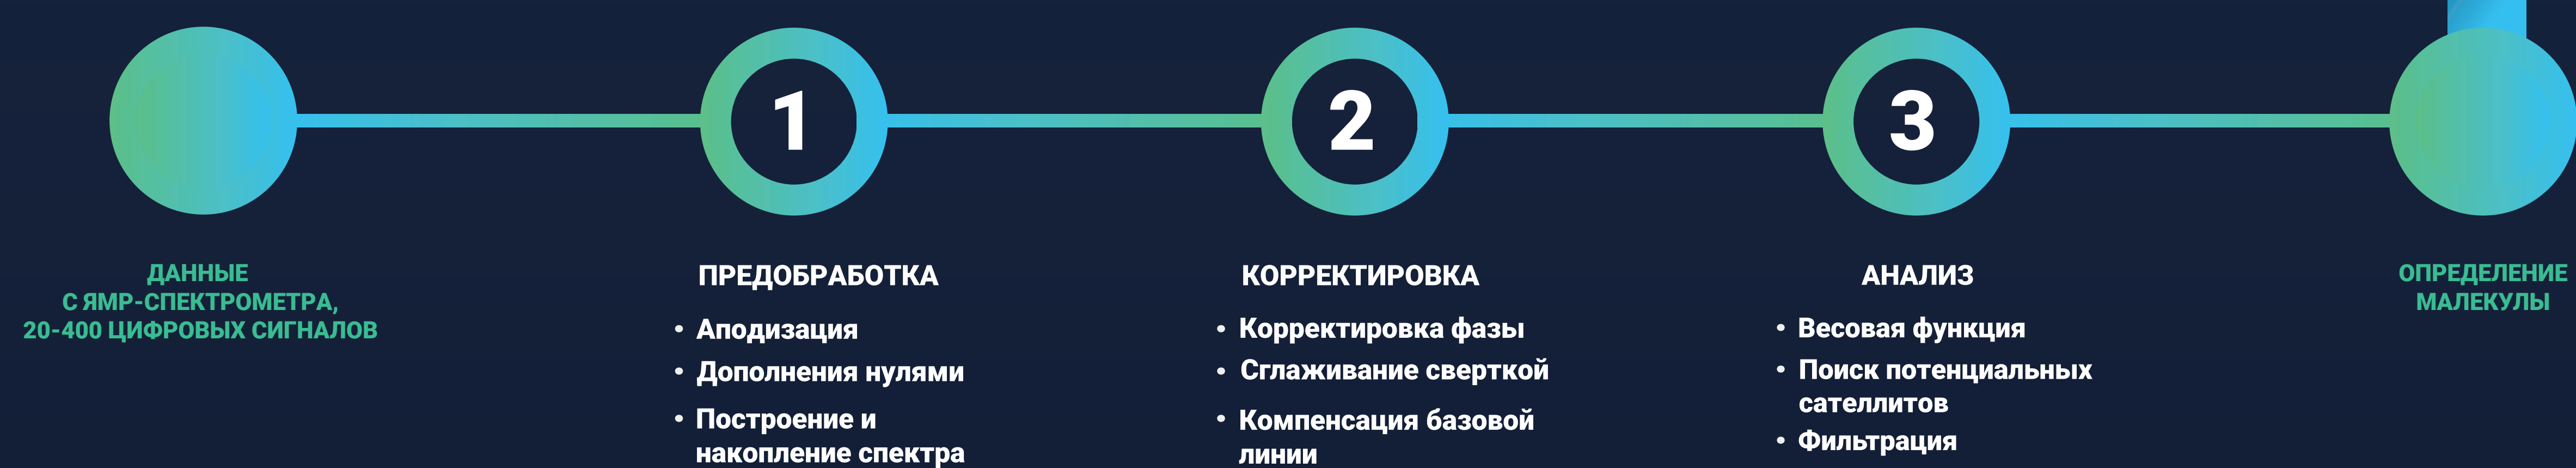 1
2
3
ДАННЫЕ
С ЯМР-СПЕКТРОМЕТРА,
20-400 ЦИФРОВЫХ СИГНАЛОВ
ПРЕДОБРАБОТКА
• Аподизация
• Дополнения нулями
• Построение и
накопление спектра
КОРРЕКТИРОВКА
• Корректировка фазы
• Сглаживание сверткой
• Компенсация базовой
линии
АНАЛИЗ
• Весовая функция
• Поиск потенциальных
сателлитов
• Фильтрация
ОПРЕДЕЛЕНИЕ
МАЛЕКУЛЫ